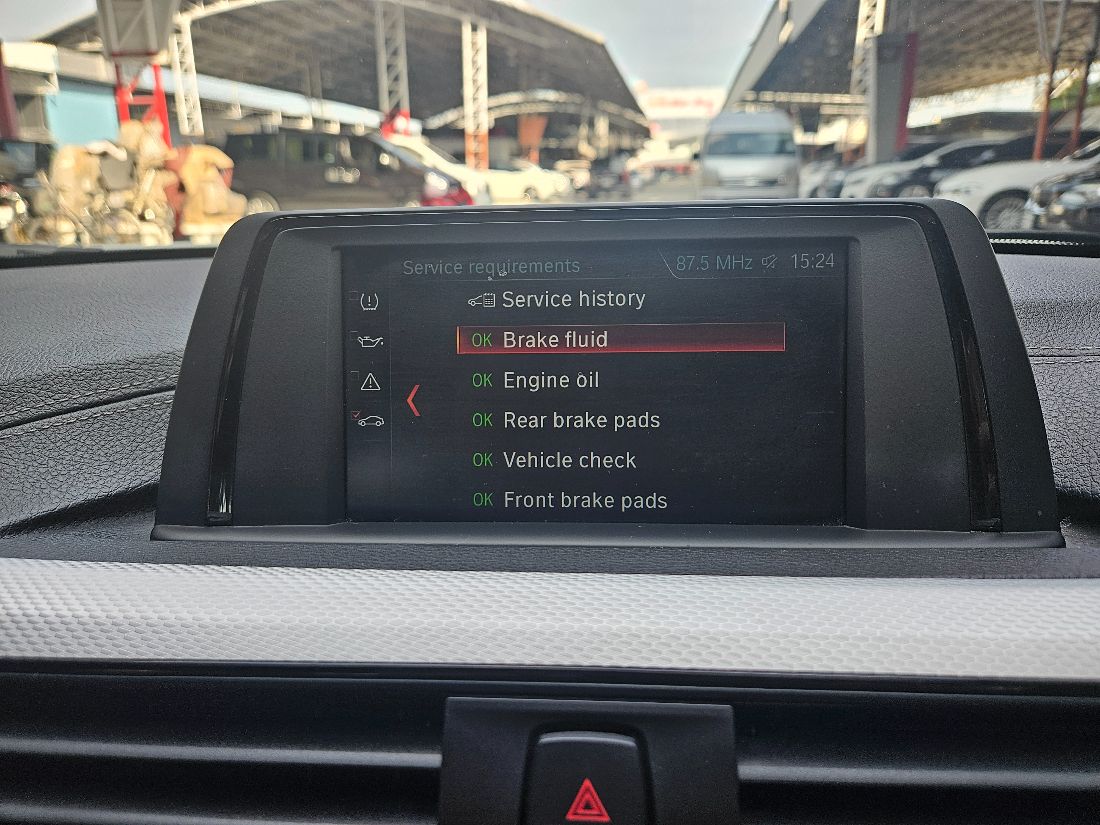 Service requirements 87.5 MHz 15:24
Service history
OK Brake fluid
OK Engine oil
OK Rear brake pads
OK Vehicle check
OK Front brake pads